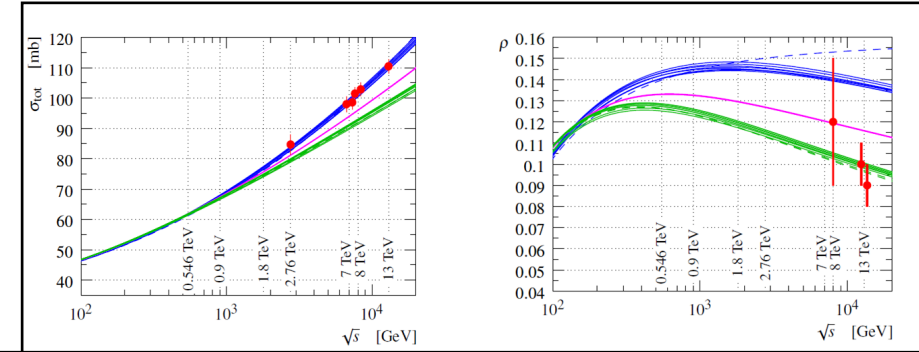 σtot [mb]
120
110
100
90
80
70
60
50
40
0.546 TeV
0.9 TeV
1.8 TeV
2.76 TeV
7 TeV
8 TeV
13 TeV
10²
10³
10⁴
√s [GeV]
ρ
0.16
0.15
0.14
0.13
0.12
0.11
0.1
0.09
0.08
0.07
0.06
0.05
0.04
0.546 TeV
0.9 TeV
1.8 TeV
2.76 TeV
7 TeV
8 TeV
13 TeV
10²
10³
10⁴
√s [GeV]